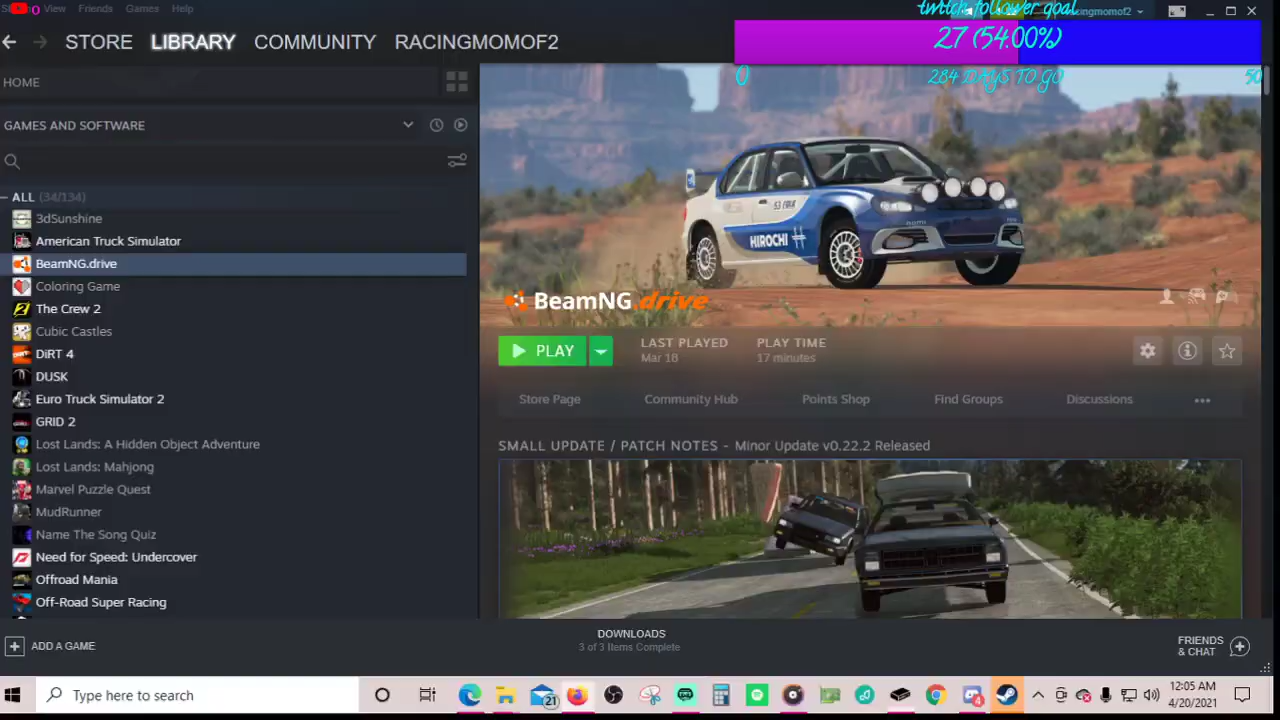 View Friends Games Help
twitch follower goal
racingmomof2
27 (54.00%)
0 284 DAYS TO GO 50
STORE LIBRARY COMMUNITY RACINGMOMOF2
HOME
GAMES AND SOFTWARE
ALL (34/134)
3dSunshine
American Truck Simulator
BeamNG.drive
Coloring Game
The Crew 2
Cubic Castles
DiRT 4
DUSK
Euro Truck Simulator 2
GRID 2
Lost Lands: A Hidden Object Adventure
Lost Lands: Mahjong
Marvel Puzzle Quest
MudRunner
Name The Song Quiz
Need for Speed: Undercover
Offroad Mania
Off-Road Super Racing
HIROCHI
BeamNG.drive
PLAY
LAST PLAYED
Mar 18
PLAY TIME
17 minutes
Store Page Community Hub Points Shop Find Groups Discussions
SMALL UPDATE / PATCH NOTES - Minor Update v0.22.2 Released
ADD A GAME
DOWNLOADS
3 of 3 Items Complete
FRIENDS
& CHAT
Type here to search
21
4
12:05 AM
4/20/2021